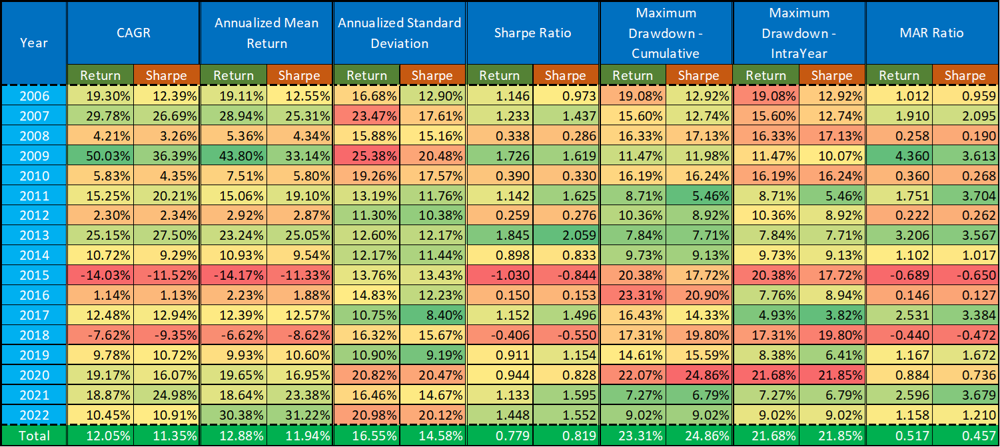 Year CAGR Annualized Mean Return Annualized Standard Deviation Sharpe Ratio Maximum Drawdown - Cumulative Maximum Drawdown - IntraYear MAR Ratio
Return Sharpe Return Sharpe Return Sharpe Return Sharpe Return Sharpe Return Sharpe Return Sharpe
2006 19.30% 12.39% 19.11% 12.55% 16.68% 12.90% 1.146 0.973 19.08% 12.92% 19.08% 12.92% 1.012 0.959
2007 29.78% 26.69% 28.94% 25.31% 23.47% 17.61% 1.233 1.437 15.60% 12.74% 15.60% 12.74% 1.910 2.095
2008 4.21% 3.26% 5.36% 4.34% 15.88% 15.16% 0.338 0.286 16.33% 17.13% 16.33% 17.13% 0.258 0.190
2009 50.03% 36.39% 43.80% 33.14% 25.38% 20.48% 1.726 1.619 11.47% 11.98% 11.47% 10.07% 4.360 3.613
2010 5.83% 4.35% 7.51% 5.80% 19.26% 17.57% 0.390 0.330 16.19% 16.24% 16.19% 16.24% 0.360 0.268
2011 15.25% 20.21% 15.06% 19.10% 13.19% 11.76% 1.142 1.625 8.71% 5.46% 8.71% 5.46% 1.751 3.704
2012 2.30% 2.34% 2.92% 2.87% 11.30% 10.38% 0.259 0.276 10.36% 8.92% 10.36% 8.92% 0.222 0.262
2013 25.15% 27.50% 23.24% 25.05% 12.60% 12.17% 1.845 2.059 7.84% 7.71% 7.84% 7.71% 3.206 3.567
2014 10.72% 9.29% 10.93% 9.54% 12.17% 11.44% 0.898 0.833 9.73% 9.13% 9.73% 9.13% 1.102 1.017
2015 -14.03% -11.52% -14.17% -11.33% 13.76% 13.43% -1.030 -0.844 20.38% 17.72% 20.38% 17.72% -0.689 -0.650
2016 1.14% 1.13% 2.23% 1.88% 14.83% 12.23% 0.150 0.153 23.31% 20.90% 7.76% 8.94% 0.146 0.127
2017 12.48% 12.94% 12.39% 12.57% 10.75% 8.40% 1.152 1.496 16.43% 14.33% 4.93% 3.82% 2.531 3.384
2018 -7.62% -9.35% -6.62% -8.62% 16.32% 15.67% -0.406 -0.550 17.31% 19.80% 17.31% 19.80% -0.440 -0.472
2019 9.78% 10.72% 9.93% 10.60% 10.90% 9.19% 0.911 1.154 14.61% 15.59% 8.38% 6.41% 1.167 1.672
2020 19.17% 16.07% 19.65% 16.95% 20.82% 20.47% 0.944 0.828 22.07% 24.86% 21.68% 21.85% 0.884 0.736
2021 18.87% 24.98% 18.64% 23.38% 16.46% 14.67% 1.133 1.595 7.27% 6.79% 7.27% 6.79% 2.596 3.679
2022 10.45% 10.91% 30.38% 31.22% 20.98% 20.12% 1.448 1.552 9.02% 9.02% 9.02% 9.02% 1.158 1.210
Total 12.05% 11.35% 12.88% 11.94% 16.55% 14.58% 0.779 0.819 23.31% 24.86% 21.68% 21.85% 0.517 0.457